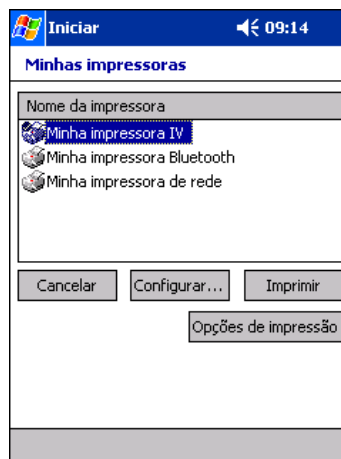 Iniciar 09:14
Minhas impressoras
Nome da impressora
Minha impressora IV
Minha impressora Bluetooth
Minha impressora de rede
Cancelar Configurar... Imprimir
Opções de impressão